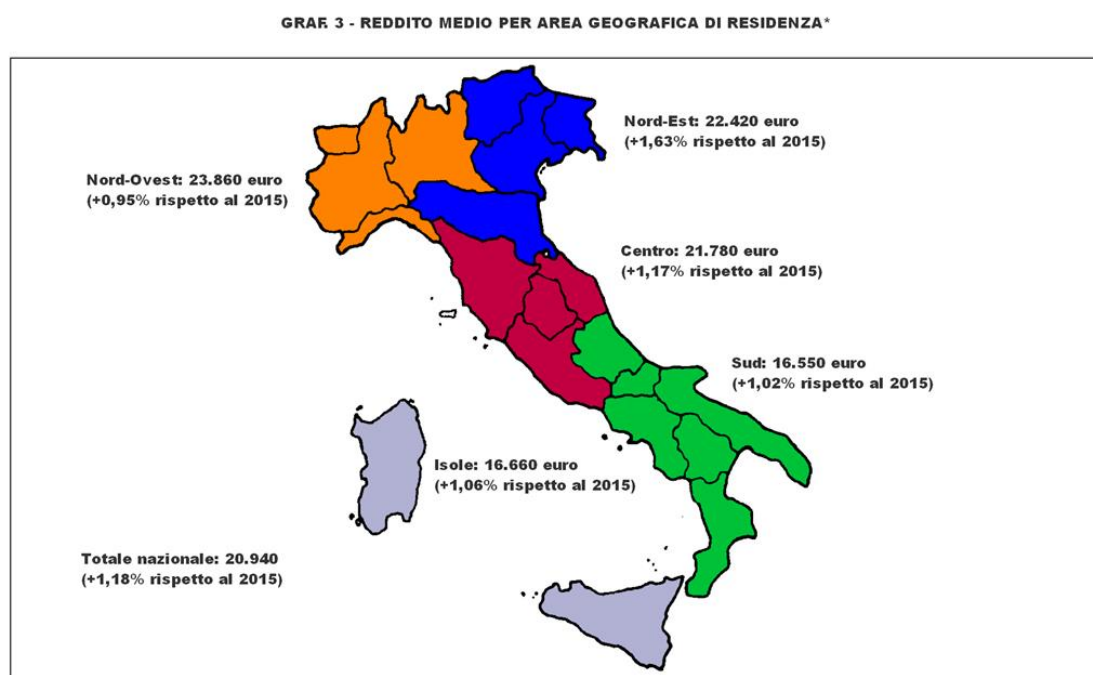 GRAF. 3 - REDDITO MEDIO PER AREA GEOGRAFICA DI RESIDENZA*
Nord-Est: 22.420 euro
(+1,63% rispetto al 2015)
Nord-Ovest: 23.860 euro
(+0,95% rispetto al 2015)
Centro: 21.780 euro
(+1,17% rispetto al 2015)
Sud: 16.550 euro
(+1,02% rispetto al 2015)
Isole: 16.660 euro
(+1,06% rispetto al 2015)
Totale nazionale: 20.940
(+1,18% rispetto al 2015)